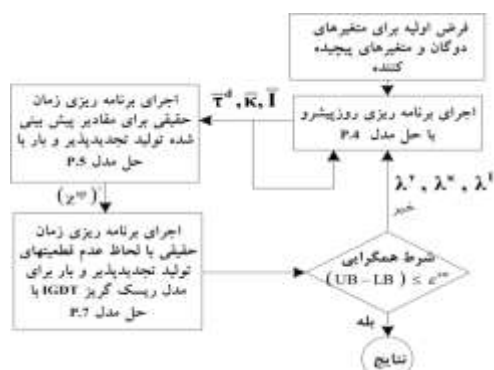 فرض اولیه برای متغیرهای
دوگان و متغیرهای پیچیده
کننده
اجرای برنامه ریزی روزپیشرو
با حل مدل P.4
τ̄ᵈ , κ̄ , Ī
اجرای برنامه ریزی زمان
حقیقی برای مقادیر پیش بینی
شده تولید تجدیدپذیر و بار با
حل مدل P.5
اجرای برنامه ریزی زمان
حقیقی با لحاظ عدم قطعیتهای
تولید تجدیدپذیر و بار برای
مدل ریسک گریز IGDT با
حل مدل P.7
خیر
شرط همگرایی
(UB – LB) ≤
بله
نتایج